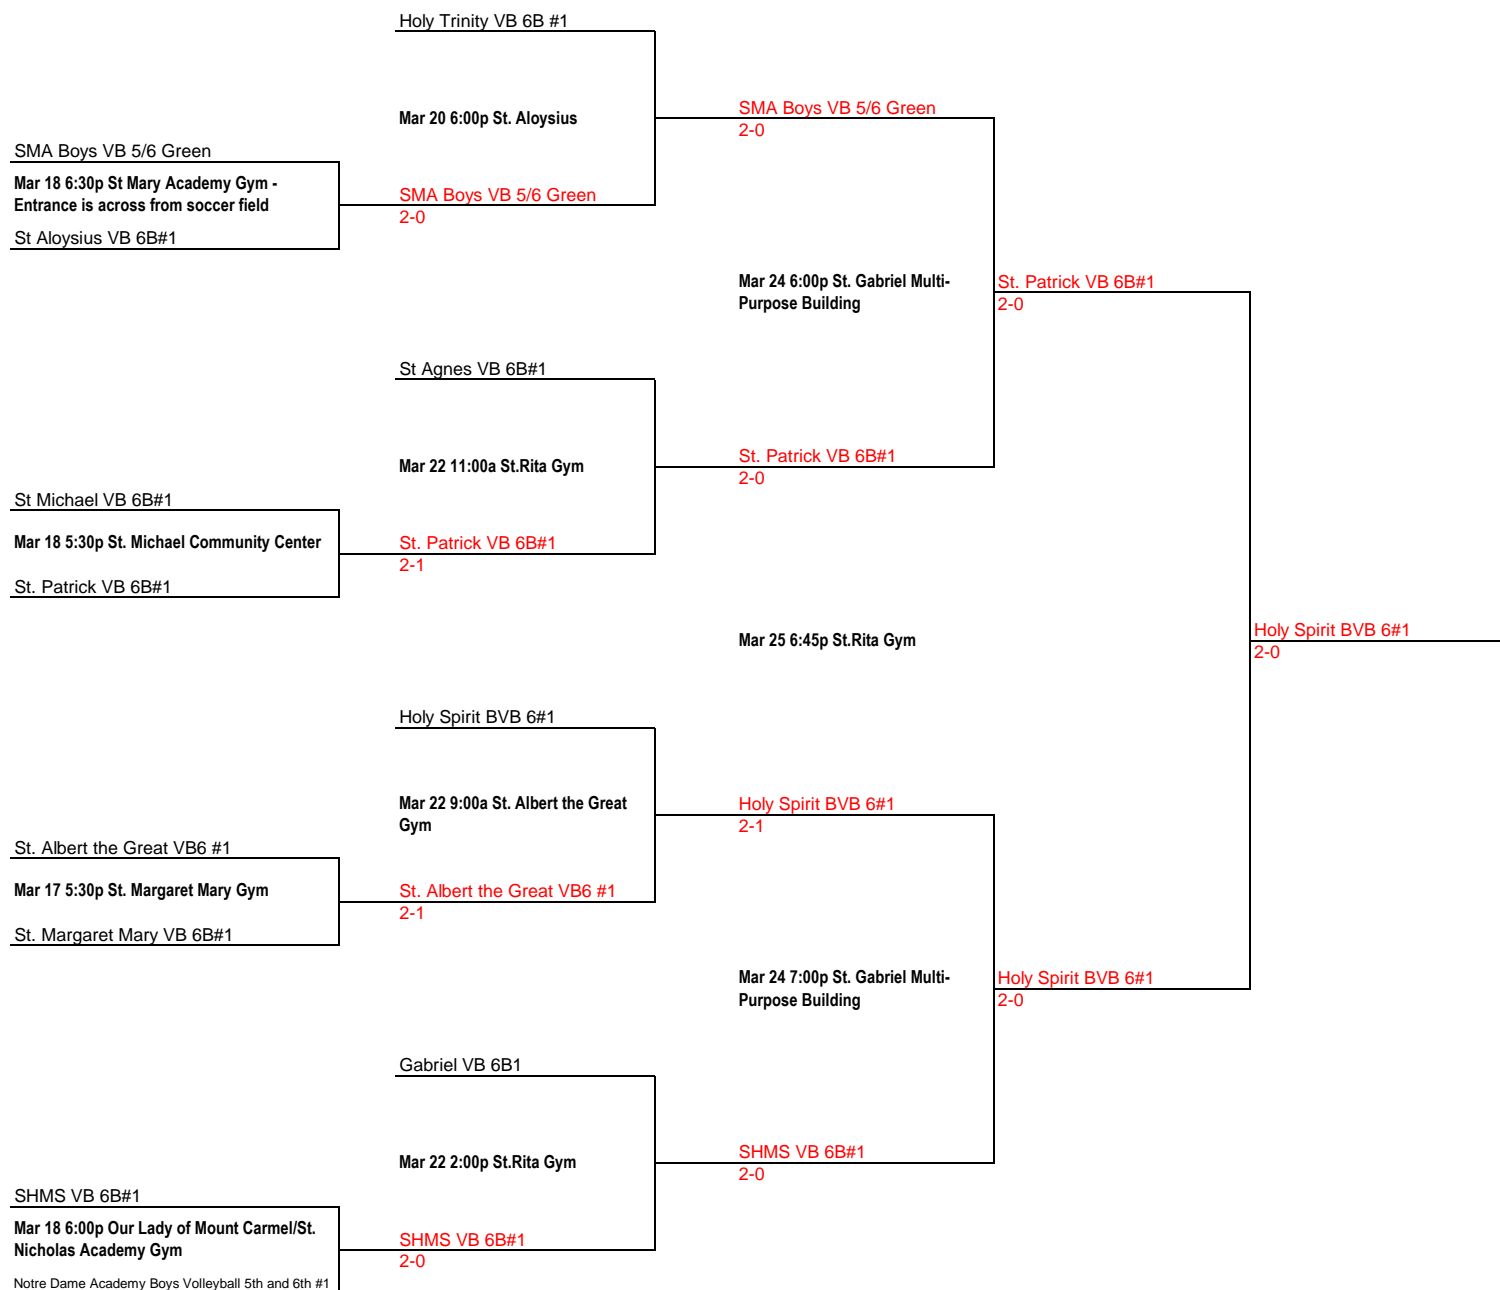 Holy Trinity VB 6B #1
Mar 20 6:00p St. Aloysius
SMA Boys VB 5/6 Green
2-0
SMA Boys VB 5/6 Green
Mar 18 6:30p St Mary Academy Gym -
Entrance is across from soccer field
SMA Boys VB 5/6 Green
2-0
St Aloysius VB 6B#1
Mar 24 6:00p St. Gabriel Multi-
Purpose Building
St. Patrick VB 6B#1
2-0
St Agnes VB 6B#1
Mar 22 11:00a St.Rita Gym
St. Patrick VB 6B#1
2-0
St Michael VB 6B#1
Mar 18 5:30p St. Michael Community Center
St. Patrick VB 6B#1
2-1
St. Patrick VB 6B#1
Mar 25 6:45p St.Rita Gym
Holy Spirit BVB 6#1
2-0
Holy Spirit BVB 6#1
Mar 22 9:00a St. Albert the Great
Gym
Holy Spirit BVB 6#1
2-1
St. Albert the Great VB6 #1
Mar 17 5:30p St. Margaret Mary Gym
St. Albert the Great VB6 #1
2-1
St. Margaret Mary VB 6B#1
Mar 24 7:00p St. Gabriel Multi-
Purpose Building
Holy Spirit BVB 6#1
2-0
Gabriel VB 6B1
Mar 22 2:00p St.Rita Gym
SHMS VB 6B#1
2-0
SHMS VB 6B#1
Mar 18 6:00p Our Lady of Mount Carmel/St.
Nicholas Academy Gym
SHMS VB 6B#1
2-0
Notre Dame Academy Boys Volleyball 5th and 6th #1